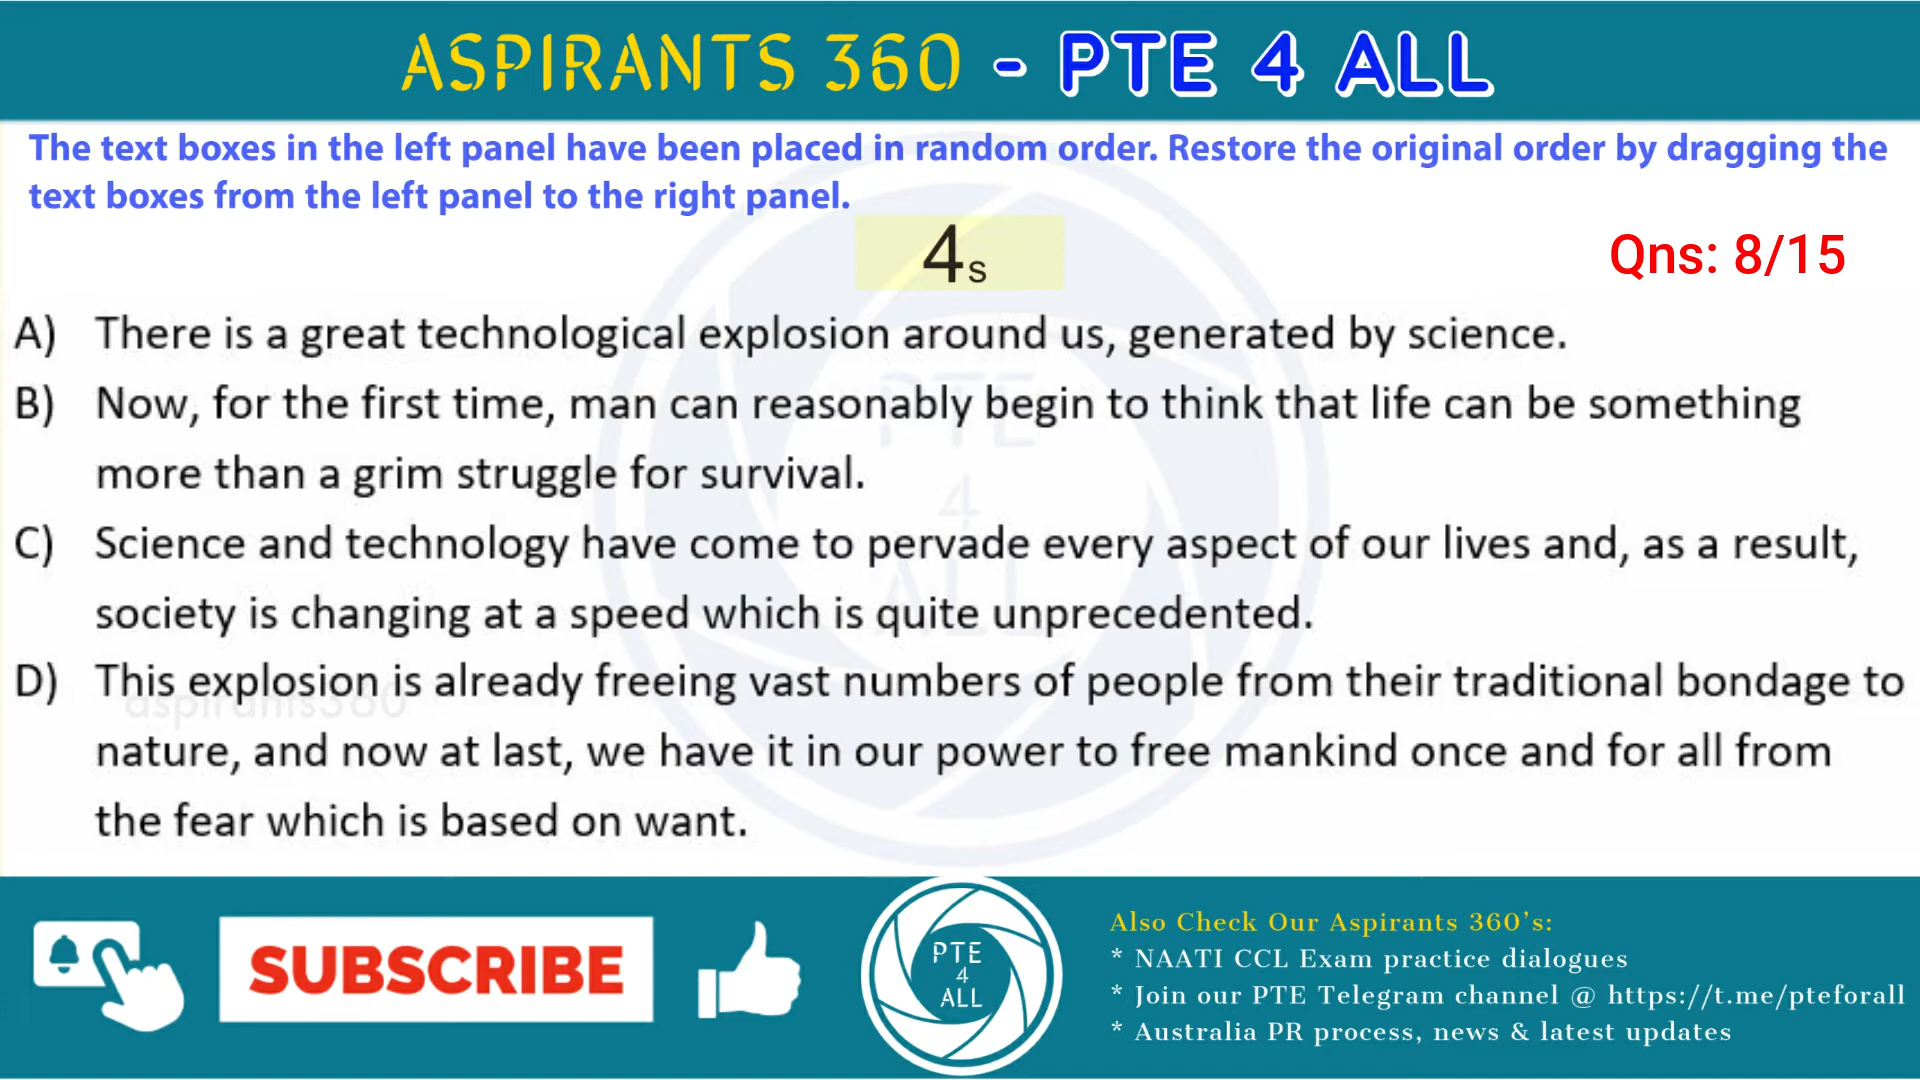 ASPIRANTS 360 - PTE 4 ALL
The text boxes in the left panel have been placed in random order. Restore the original order by dragging the
text boxes from the left panel to the right panel.
4s
Qns: 8/15
A) There is a great technological explosion around us, generated by science.
B) Now, for the first time, man can reasonably begin to think that life can be something
more than a grim struggle for survival.
C) Science and technology have come to pervade every aspect of our lives and, as a result,
society is changing at a speed which is quite unprecedented.
D) This explosion is already freeing vast numbers of people from their traditional bondage to
nature, and now at last, we have it in our power to free mankind once and for all from
the fear which is based on want.
PTE
4
ALL
aspirants360
SUBSCRIBE
PTE
4
ALL
Also Check Our Aspirants 360's:
* NAATI CCL Exam practice dialogues
* Join our PTE Telegram channel @ https://t.me/pteforall
* Australia PR process, news & latest updates